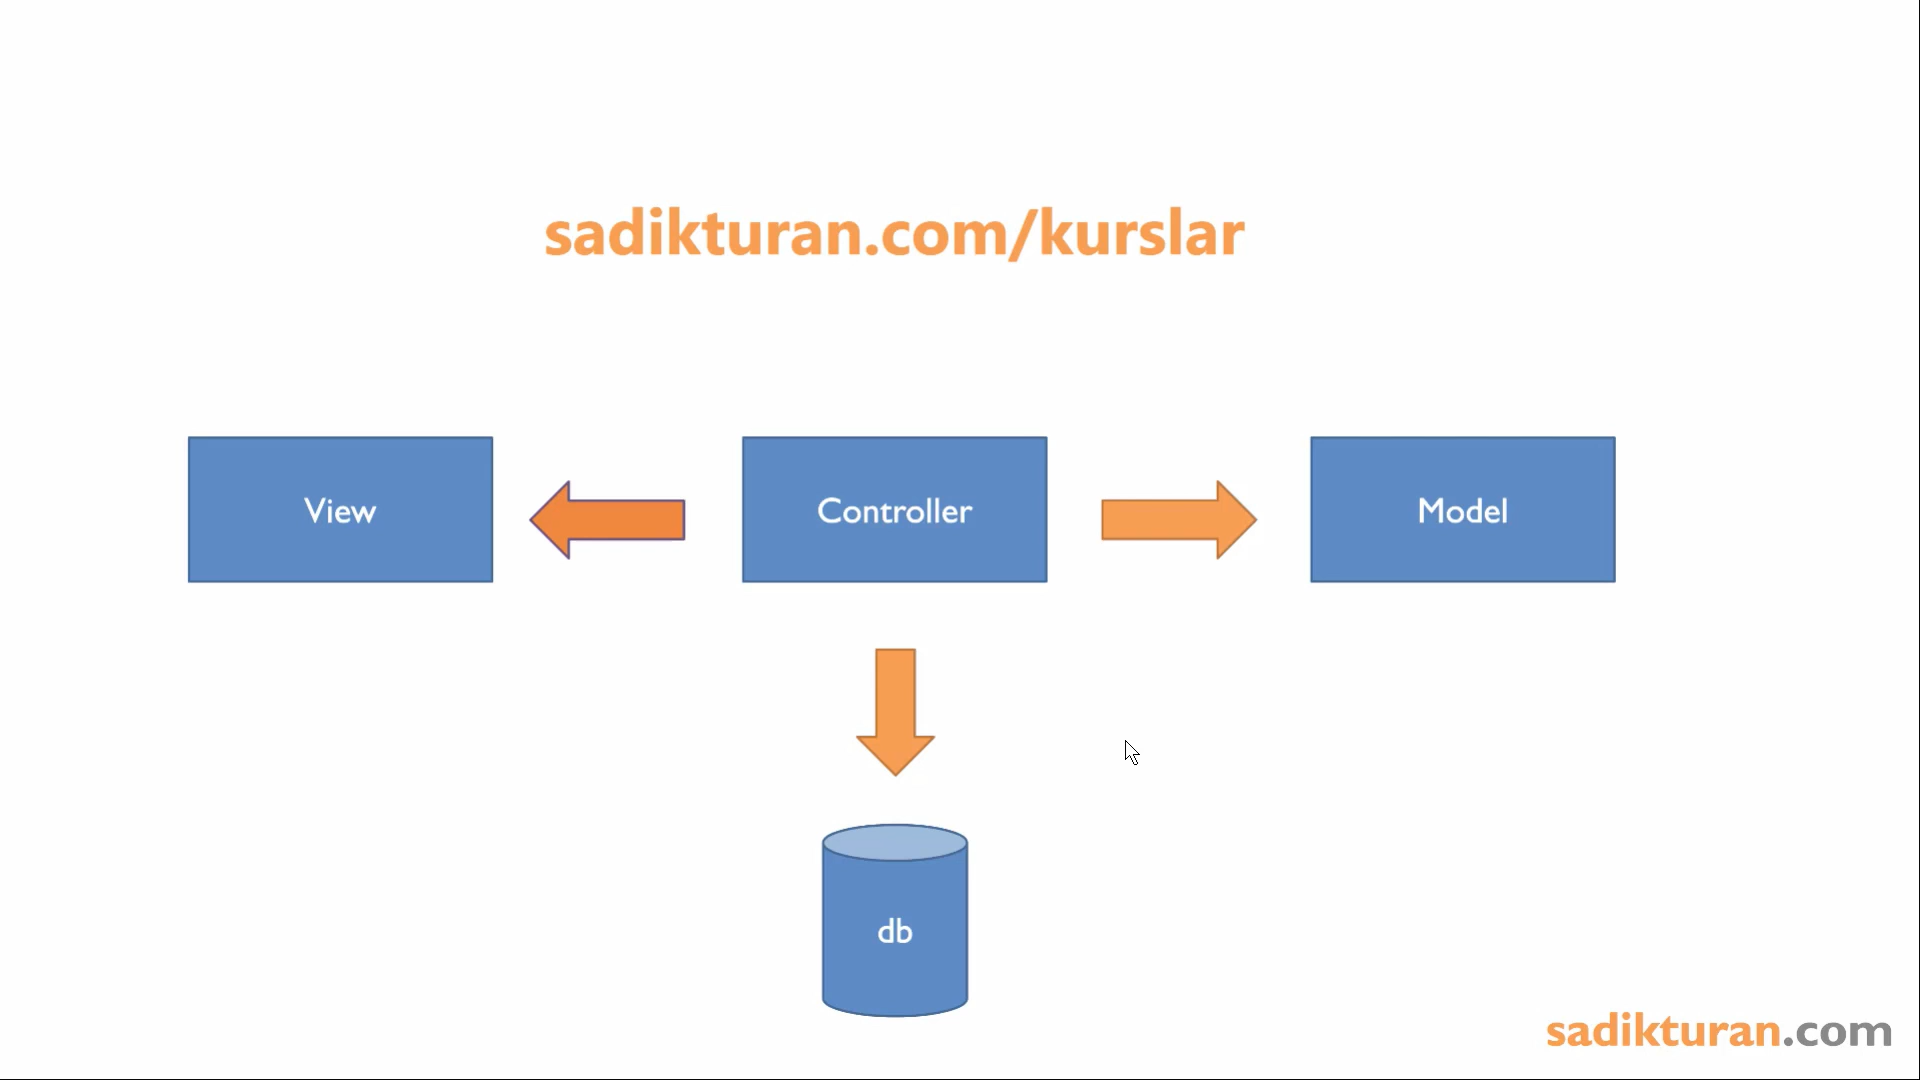 sadikturan.com/kurslar
View
Controller
Model
db
sadikturan.com